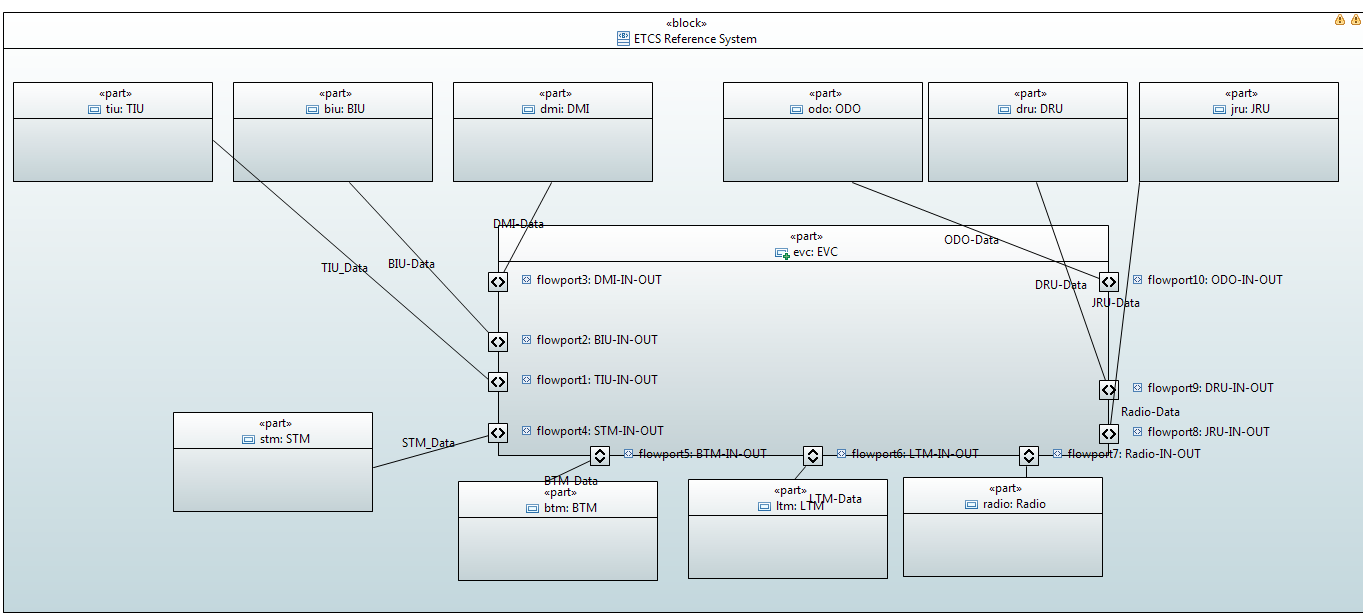 «block»
ETCS Reference System
«part»
tiu: TIU
«part»
biu: BIU
«part»
dmi: DMI
«part»
odo: ODO
«part»
dru: DRU
«part»
jru: JRU
DMI-Data
«part»
evc: EVC
ODO-Data
TIU_Data
BIU-Data
flowport3: DMI-IN-OUT
DRU-Data
flowport10: ODO-IN-OUT
JRU-Data
flowport2: BIU-IN-OUT
flowport1: TIU-IN-OUT
flowport9: DRU-IN-OUT
Radio-Data
«part»
stm: STM
STM_Data
flowport4: STM-IN-OUT
flowport8: JRU-IN-OUT
flowport5: BTM-IN-OUT
flowport6: LTM-IN-OUT
flowport7: Radio-IN-OUT
BTM_Data
«part»
btm: BTM
«part»
ltm: LTM
LTM-Data
«part»
radio: Radio